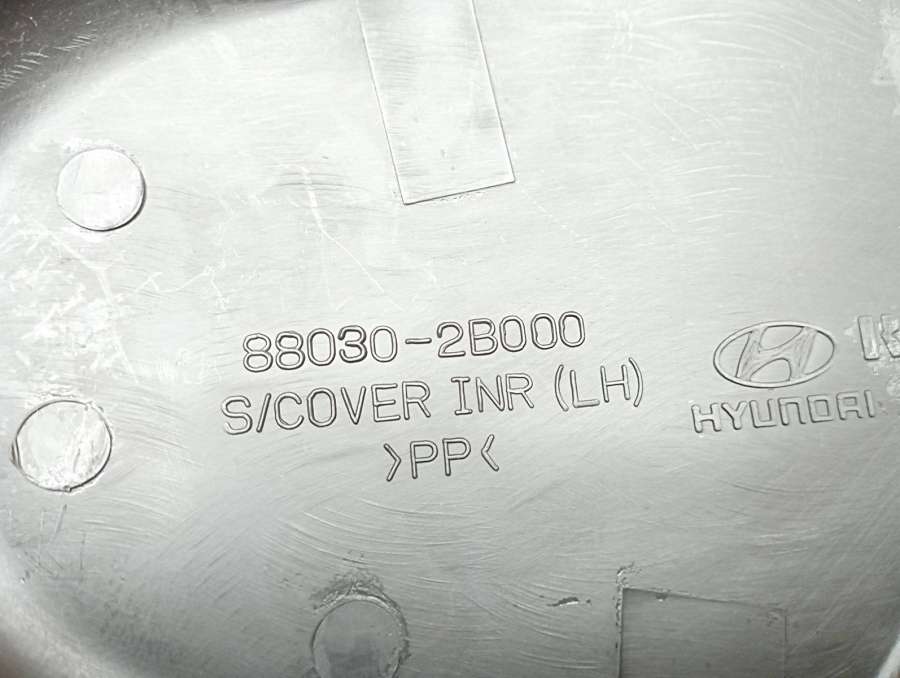 88030-2B000
S/COVER INR (LH)
>PP<
HYUNDAI